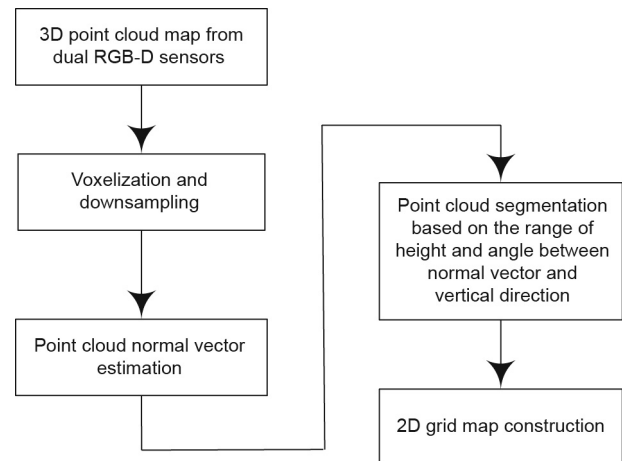 3D point cloud map from
dual RGB-D sensors
Voxelization and
downsampling
Point cloud normal vector
estimation
Point cloud segmentation
based on the range of
height and angle between
normal vector and
vertical direction
2D grid map construction